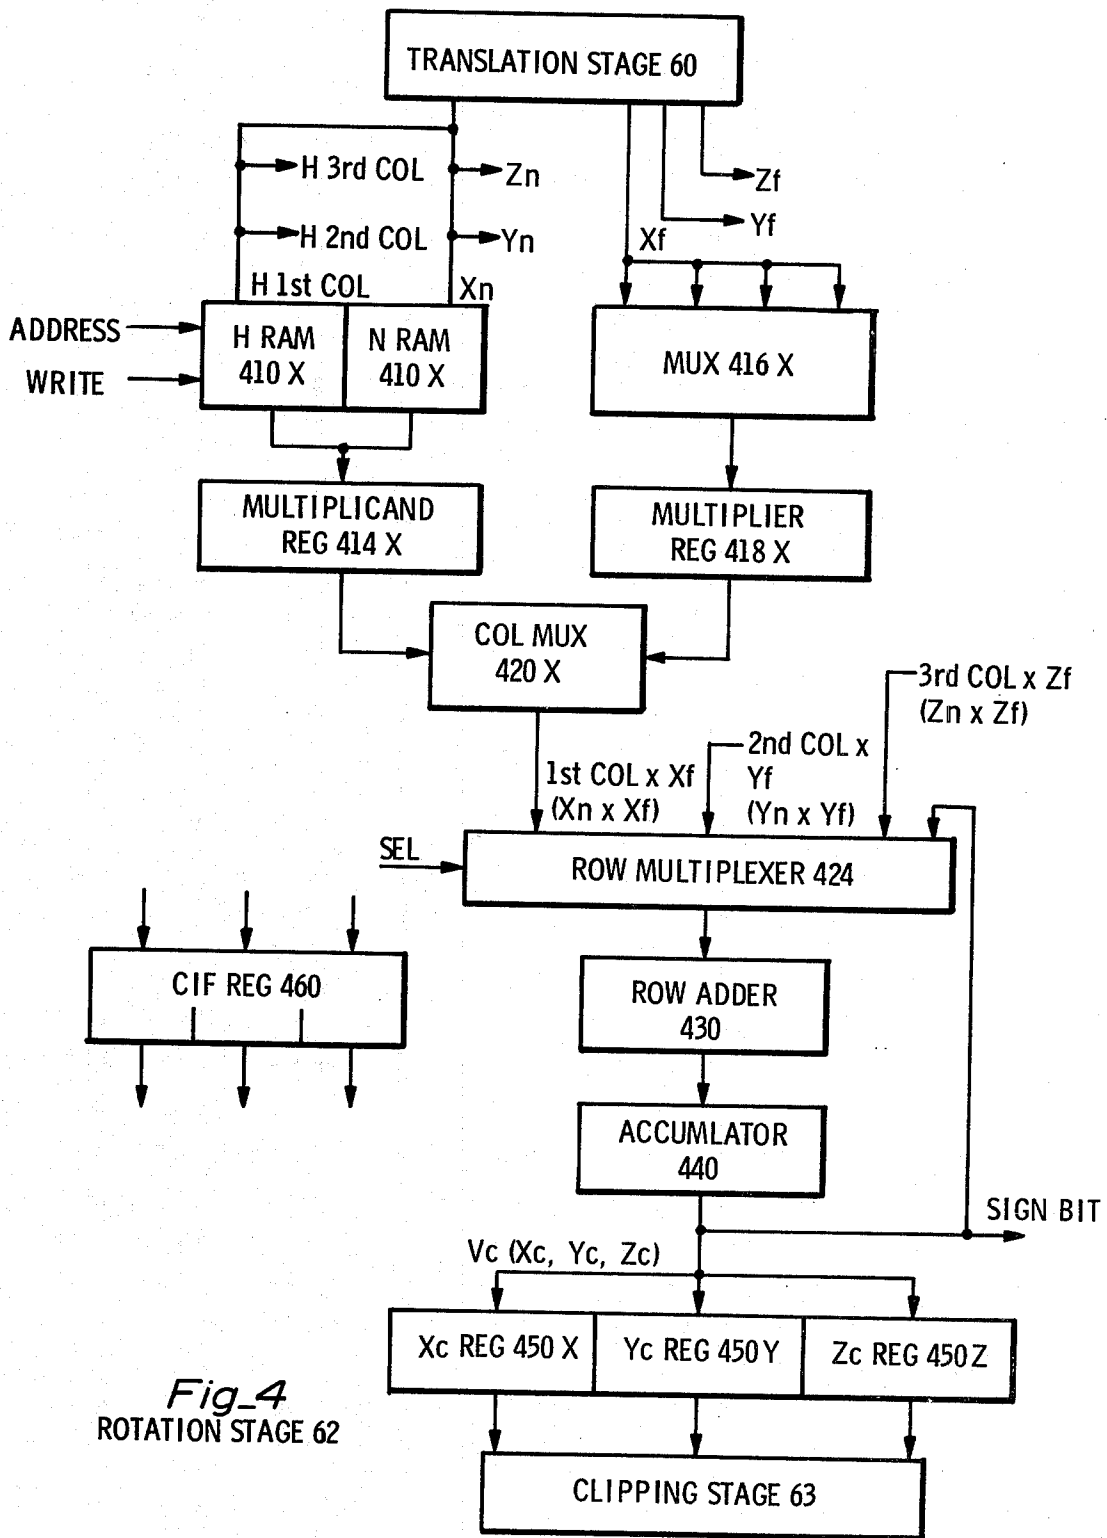 TRANSLATION STAGE 60
H 3rd COL
Zn
Zf
H 2nd COL
Yn
Yf
Xf
H 1st COL
Xn
ADDRESS
WRITE
H RAM
410 X
N RAM
410 X
MUX 416 X
MULTIPLICAND
REG 414 X
MULTIPLIER
REG 418 X
COL MUX
420 X
3rd COL x Zf
(Zn x Zf)
2nd COL x
Yf
(Yn x Yf)
1st COL x Xf
(Xn x Xf)
SEL
ROW MULTIPLEXER 424
CIF REG 460
ROW ADDER
430
ACCUMLATOR
440
SIGN BIT
Vc (Xc, Yc, Zc)
Xc REG 450 X
Yc REG 450 Y
Zc REG 450 Z
Fig_4
ROTATION STAGE 62
CLIPPING STAGE 63